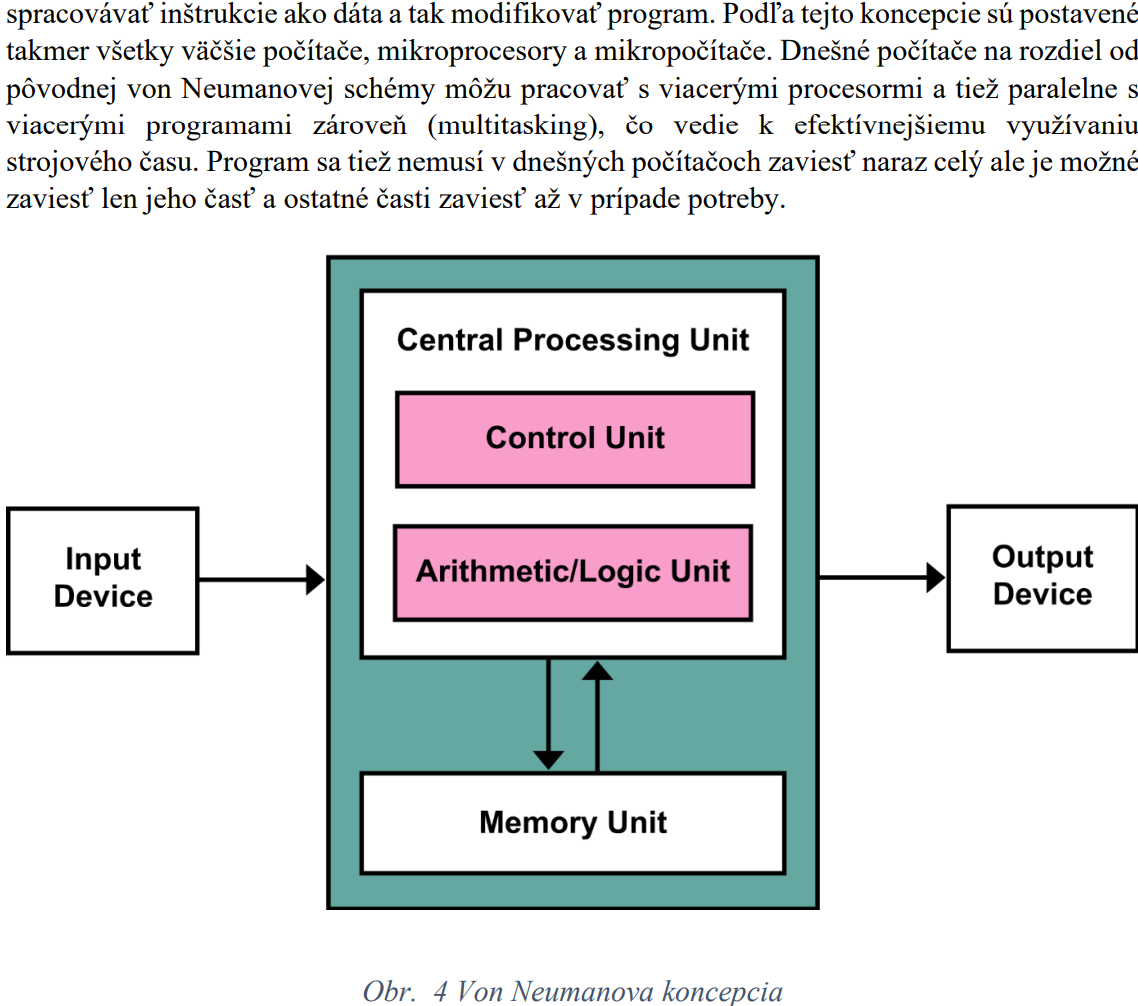 spracovávať inštrukcie ako dáta a tak modifikovať program. Podľa tejto koncepcie sú postavené
takmer všetky väčšie počítače, mikroprocesory a mikropočítače. Dnešné počítače na rozdiel od
pôvodnej von Neumanovej schémy môžu pracovať s viacerými procesormi a tiež paralelne s
viacerými programami zároveň (multitasking), čo vedie k efektívnejšiemu využívaniu
strojového času. Program sa tiež nemusí v dnešných počítačoch zaviesť naraz celý ale je možné
zaviesť len jeho časť a ostatné časti zaviesť až v prípade potreby.
Central Processing Unit
Control Unit
Arithmetic/Logic Unit
Input
Device
Output
Device
Memory Unit
Obr. 4 Von Neumanova koncepcia